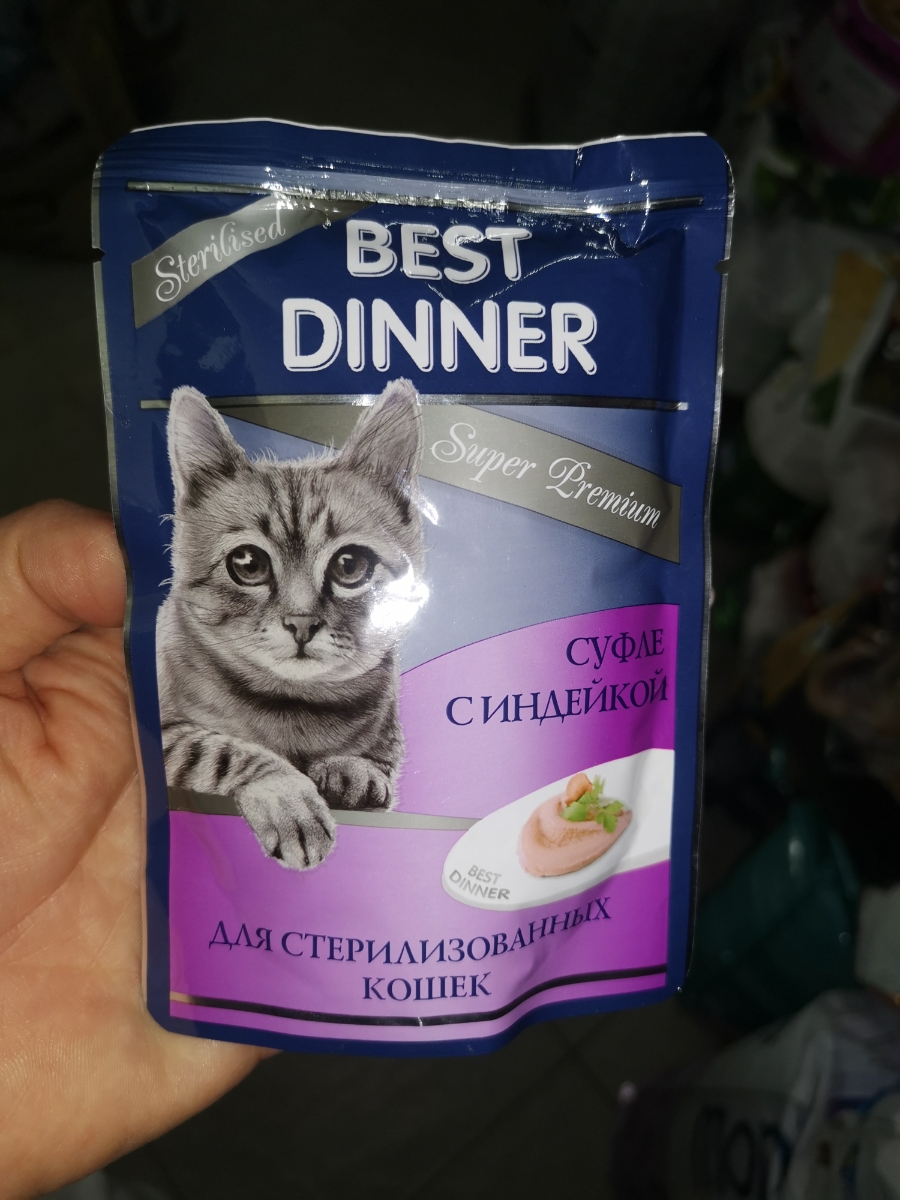 Sterilised
BEST
DINNER
Super Premium
СУФЛЕ
С ИНДЕЙКОЙ
BEST
DINNER
ДЛЯ СТЕРИЛИЗОВАННЫХ
КОШЕК